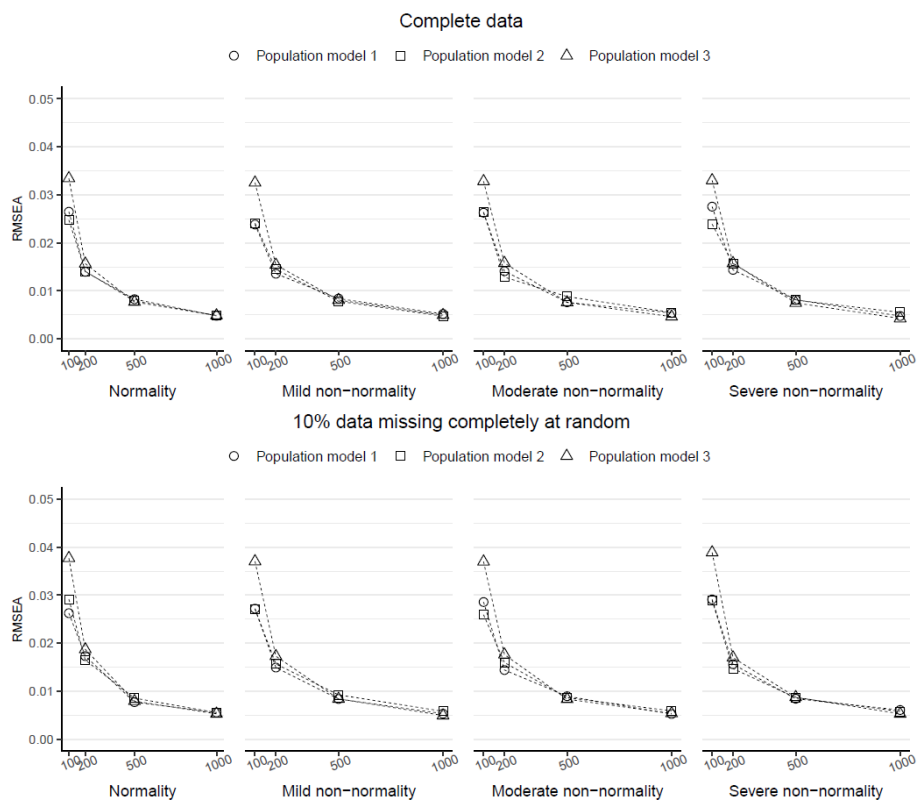 Complete data
Population model 1 Population model 2 Population model 3
0.05
0.04
0.03
0.02
0.01
0.00
RMSEA
100 200 500 1000 100 200 500 1000 100 200 500 1000 100 200 500 1000
Normality Mild non−normality Moderate non−normality Severe non−normality
10% data missing completely at random
Population model 1 Population model 2 Population model 3
0.05
0.04
0.03
0.02
0.01
0.00
RMSEA
100 200 500 1000 100 200 500 1000 100 200 500 1000 100 200 500 1000
Normality Mild non−normality Moderate non−normality Severe non−normality